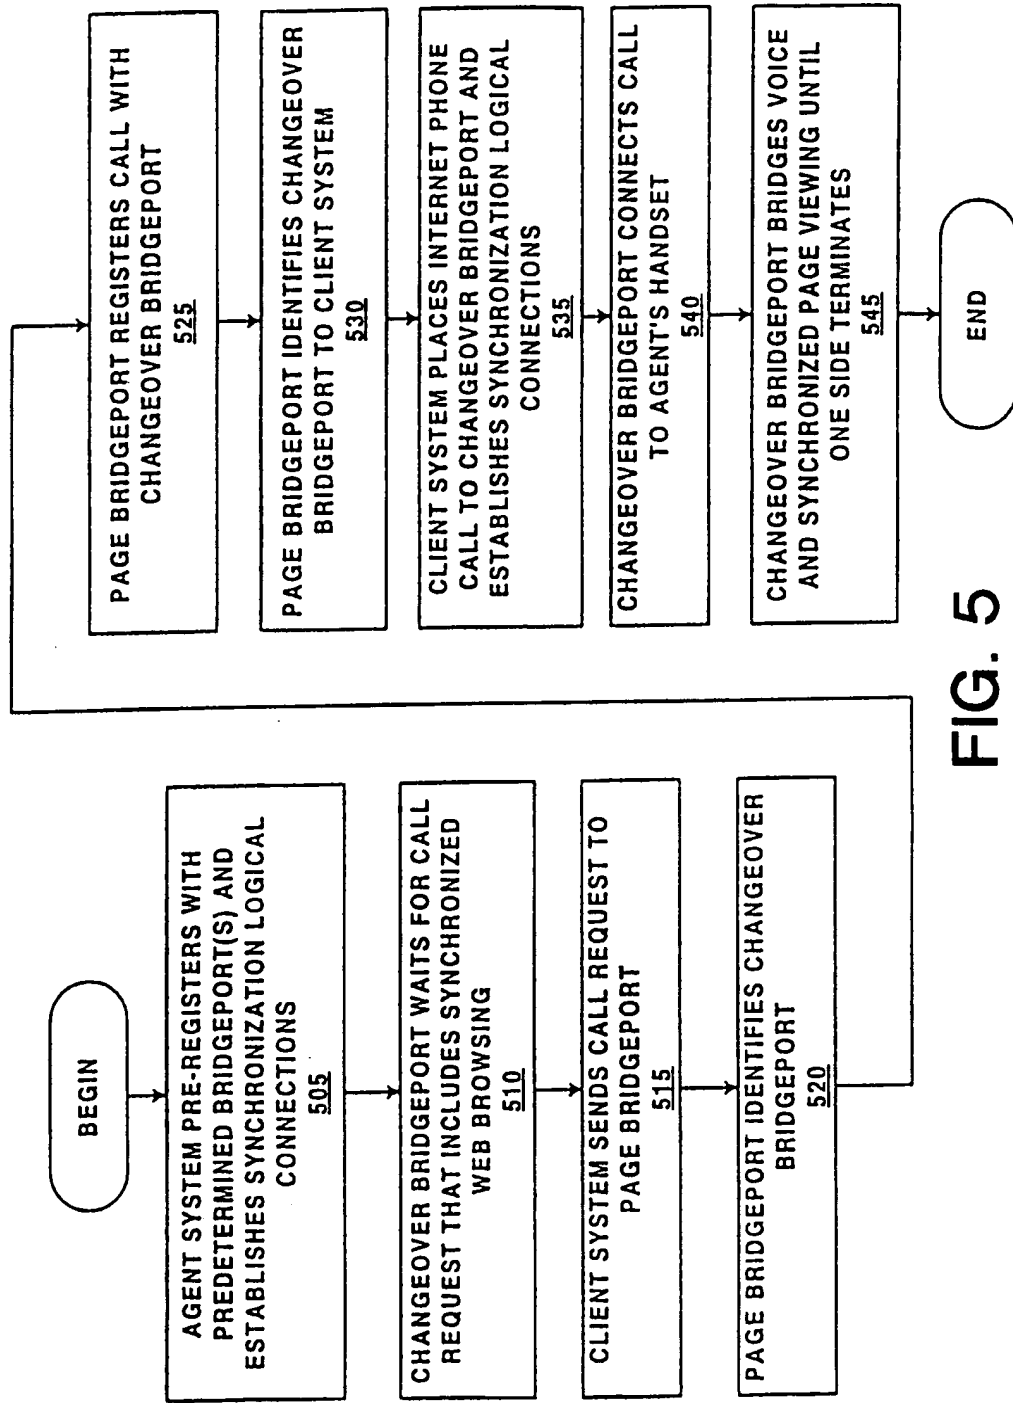 BEGIN
AGENT SYSTEM PRE-REGISTERS WITH
PREDETERMINED BRIDGEPORT(S) AND
ESTABLISHES SYNCHRONIZATION LOGICAL
CONNECTIONS
505
CHANGEOVER BRIDGEPORT WAITS FOR CALL
REQUEST THAT INCLUDES SYNCHRONIZED
WEB BROWSING
510
CLIENT SYSTEM SENDS CALL REQUEST TO
PAGE BRIDGEPORT
515
PAGE BRIDGEPORT IDENTIFIES CHANGEOVER
BRIDGEPORT
520
PAGE BRIDGEPORT REGISTERS CALL WITH
CHANGEOVER BRIDGEPORT
525
PAGE BRIDGEPORT IDENTIFIES CHANGEOVER
BRIDGEPORT TO CLIENT SYSTEM
530
CLIENT SYSTEM PLACES INTERNET PHONE
CALL TO CHANGEOVER BRIDGEPORT AND
ESTABLISHES SYNCHRONIZATION LOGICAL
CONNECTIONS
535
CHANGEOVER BRIDGEPORT CONNECTS CALL
TO AGENT'S HANDSET
540
CHANGEOVER BRIDGEPORT BRIDGES VOICE
AND SYNCHRONIZED PAGE VIEWING UNTIL
ONE SIDE TERMINATES
545
END
FIG. 5